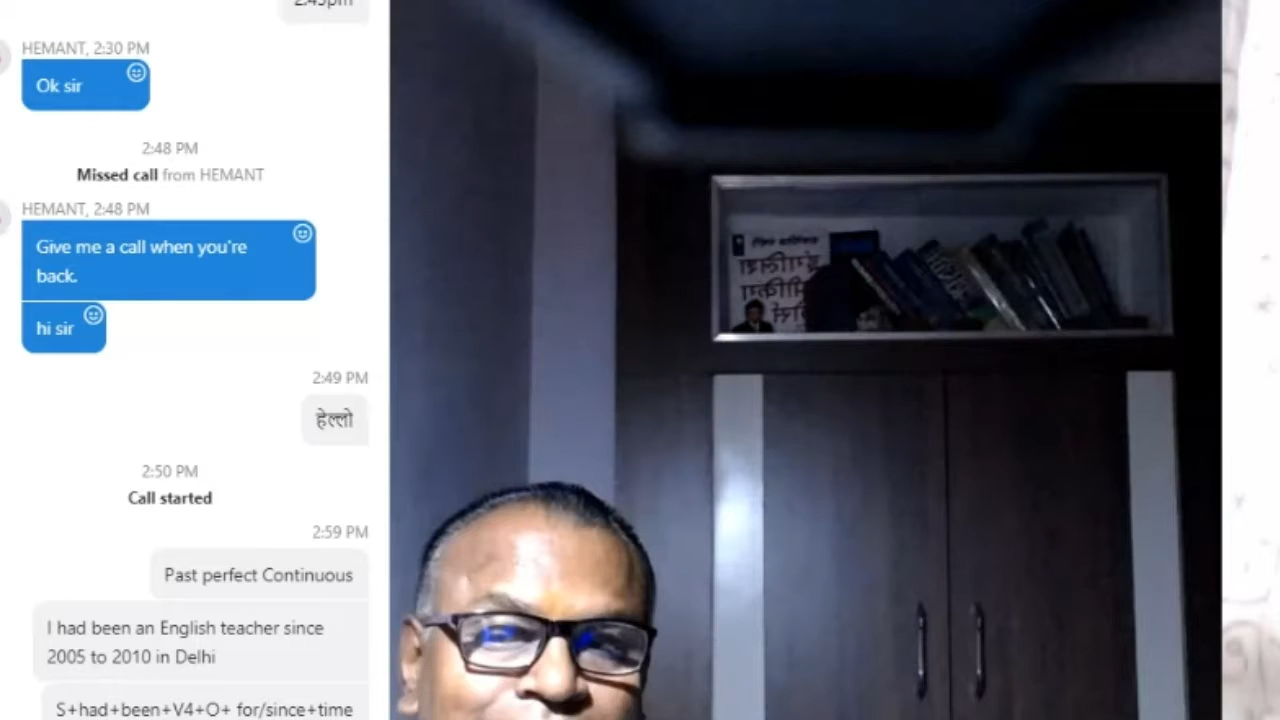 2:45pm
HEMANT, 2:30 PM
Ok sir
2:48 PM
Missed call from HEMANT
HEMANT, 2:48 PM
Give me a call when you're
back.
hi sir
2:49 PM
हेल्लो
2:50 PM
Call started
2:59 PM
Past perfect Continuous
I had been an English teacher since
2005 to 2010 in Delhi
S+had+been+V4+O+ for/since+time
इंगलिश